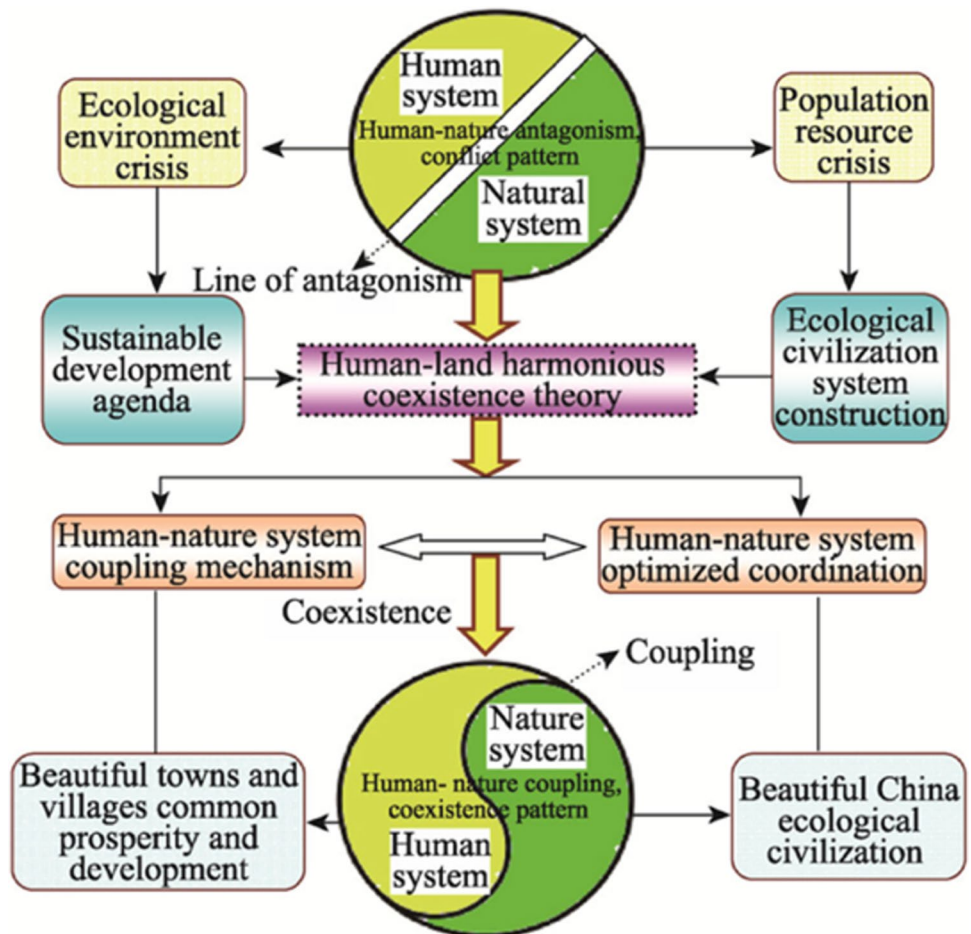 Human
system
Human-nature antagonism,
conflict pattern
Natural
system
Ecological
environment
crisis
Population
resource
crisis
Line of antagonism
Sustainable
development
agenda
Human-land harmonious
coexistence theory
Ecological
civilization
system
construction
Human-nature system
coupling mechanism
Human-nature system
optimized coordination
Coexistence
Coupling
Nature
system
Human- nature coupling,
coexistence pattern
Human
system
Beautiful towns and
villages common
prosperity and
development
Beautiful China
ecological
civilization